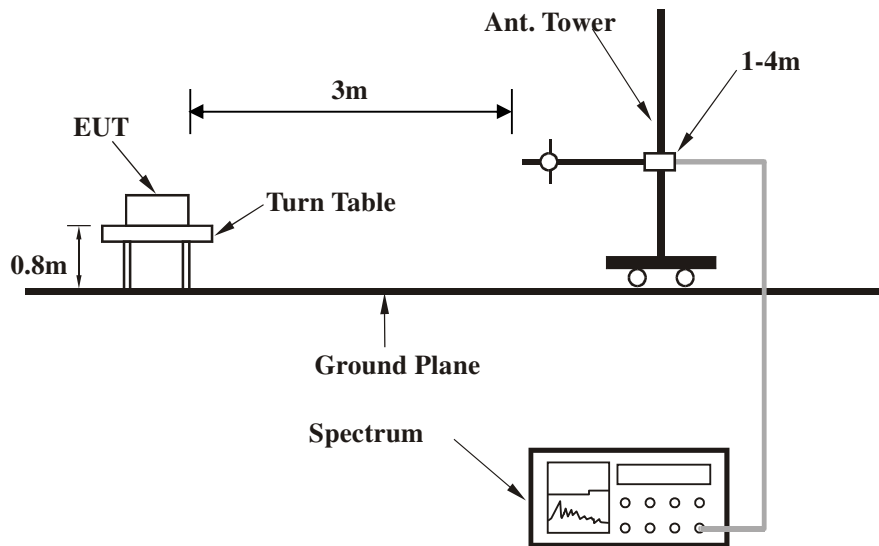 Ant. Tower
1-4m
3m
EUT
Turn Table
0.8m
Ground Plane
Spectrum